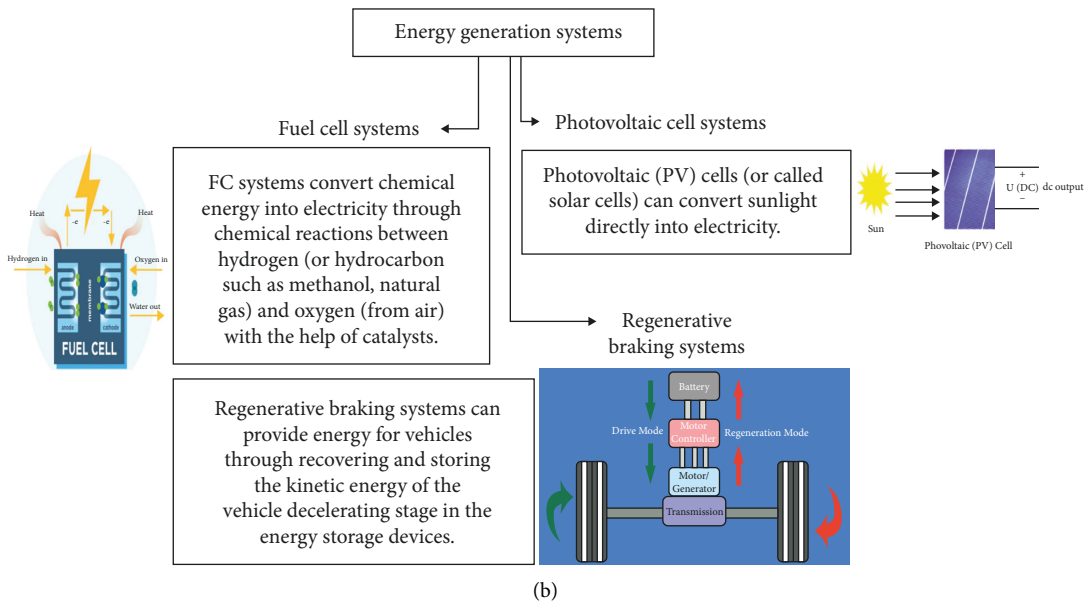 Energy generation systems
Fuel cell systems
Photovoltaic cell systems
Heat
Heat
-e
-e
Hydrogen in
Oxygen in
Water out
anode
membrane
cathode
FUEL CELL
FC systems convert chemical
energy into electricity through
chemical reactions between
hydrogen (or hydrocarbon
such as methanol, natural
gas) and oxygen (from air)
with the help of catalysts.
Photovoltaic (PV) cells (or called
solar cells) can convert sunlight
directly into electricity.
Sun
+
U (DC)
−
dc output
Phovoltaic (PV) Cell
Regenerative
braking systems
Regenerative braking systems can
provide energy for vehicles
through recovering and storing
the kinetic energy of the
vehicle decelerating stage in the
energy storage devices.
Battery
Drive Mode
Motor
Controller
Regeneration Mode
Motor/
Generator
Transmission
(b)